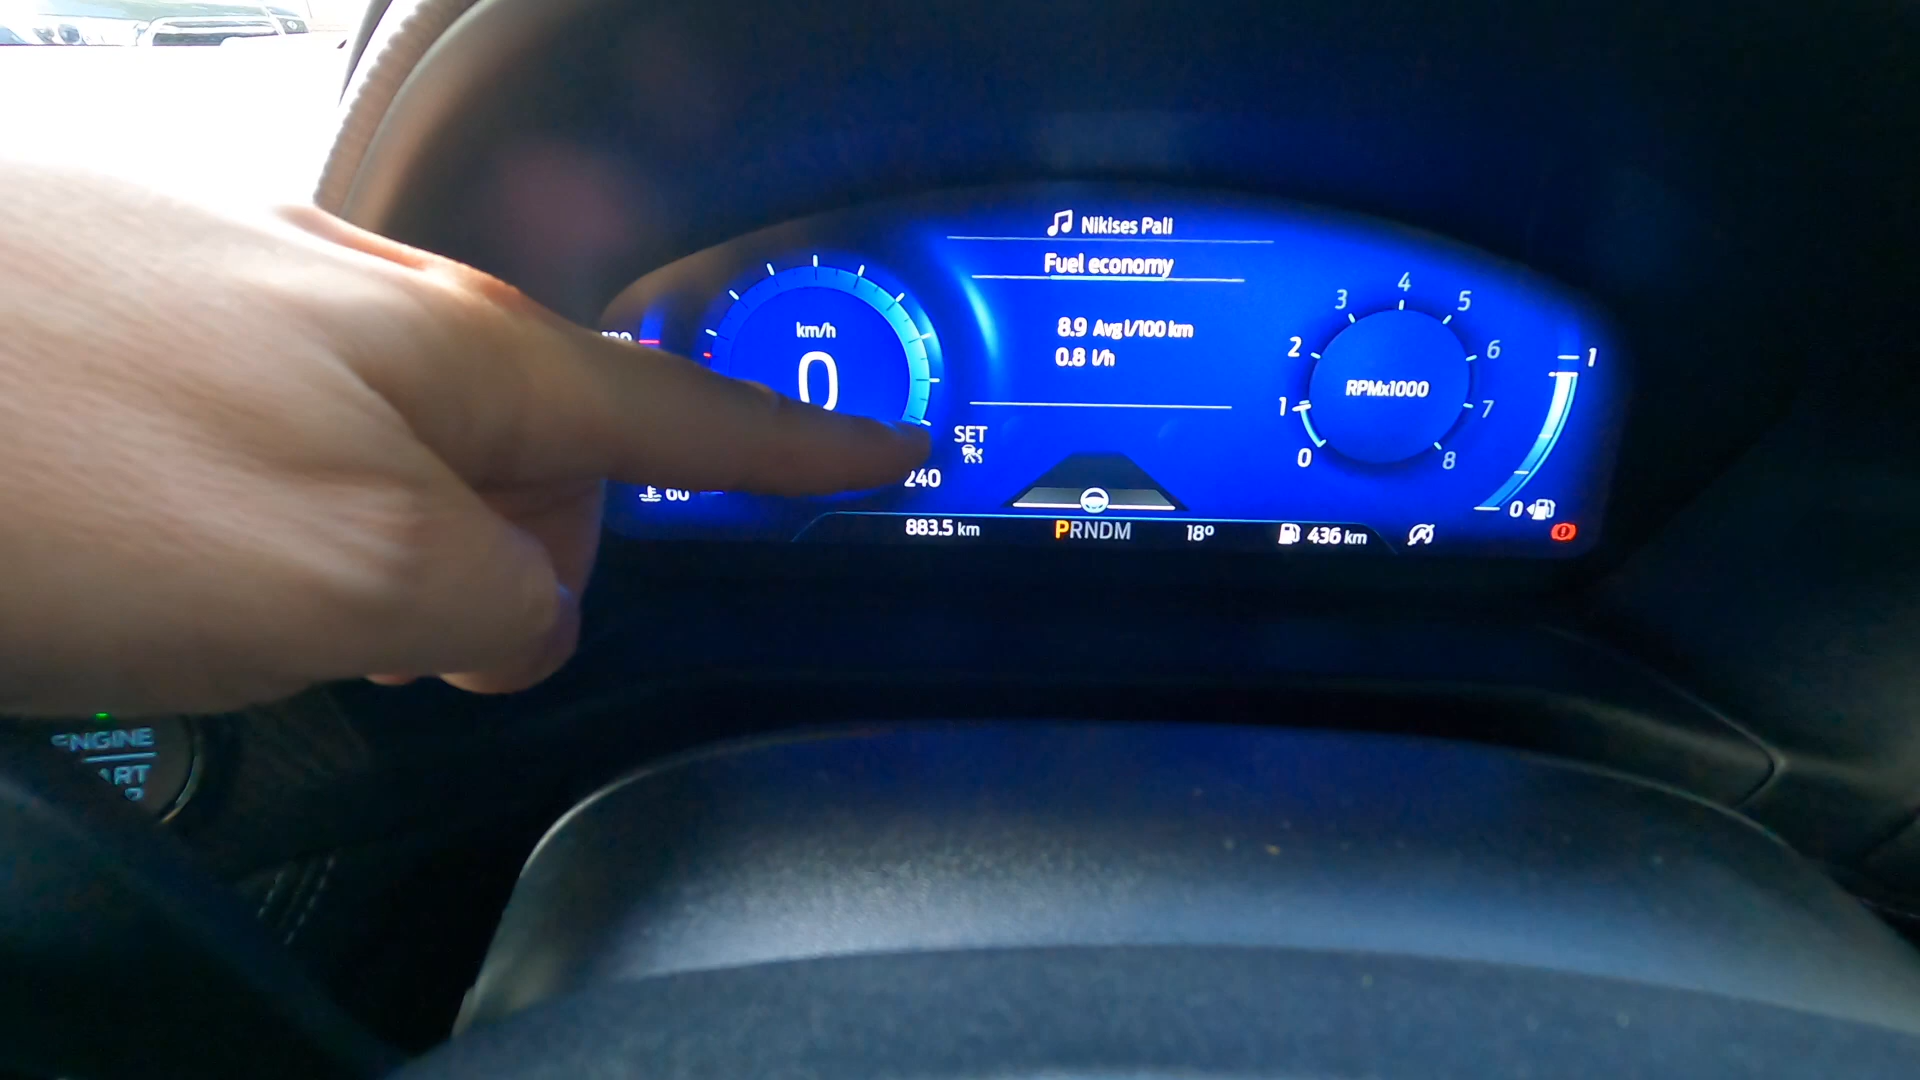 Nikises Pali
Fuel economy
8.9 Avg l/100 km
0.8 l/h
km/h
0
SET
240
60
883.5 km
PRNDM
18º
436 km
0
1
2
3
4
5
6
7
8
RPMx1000
1
0
ENGINE